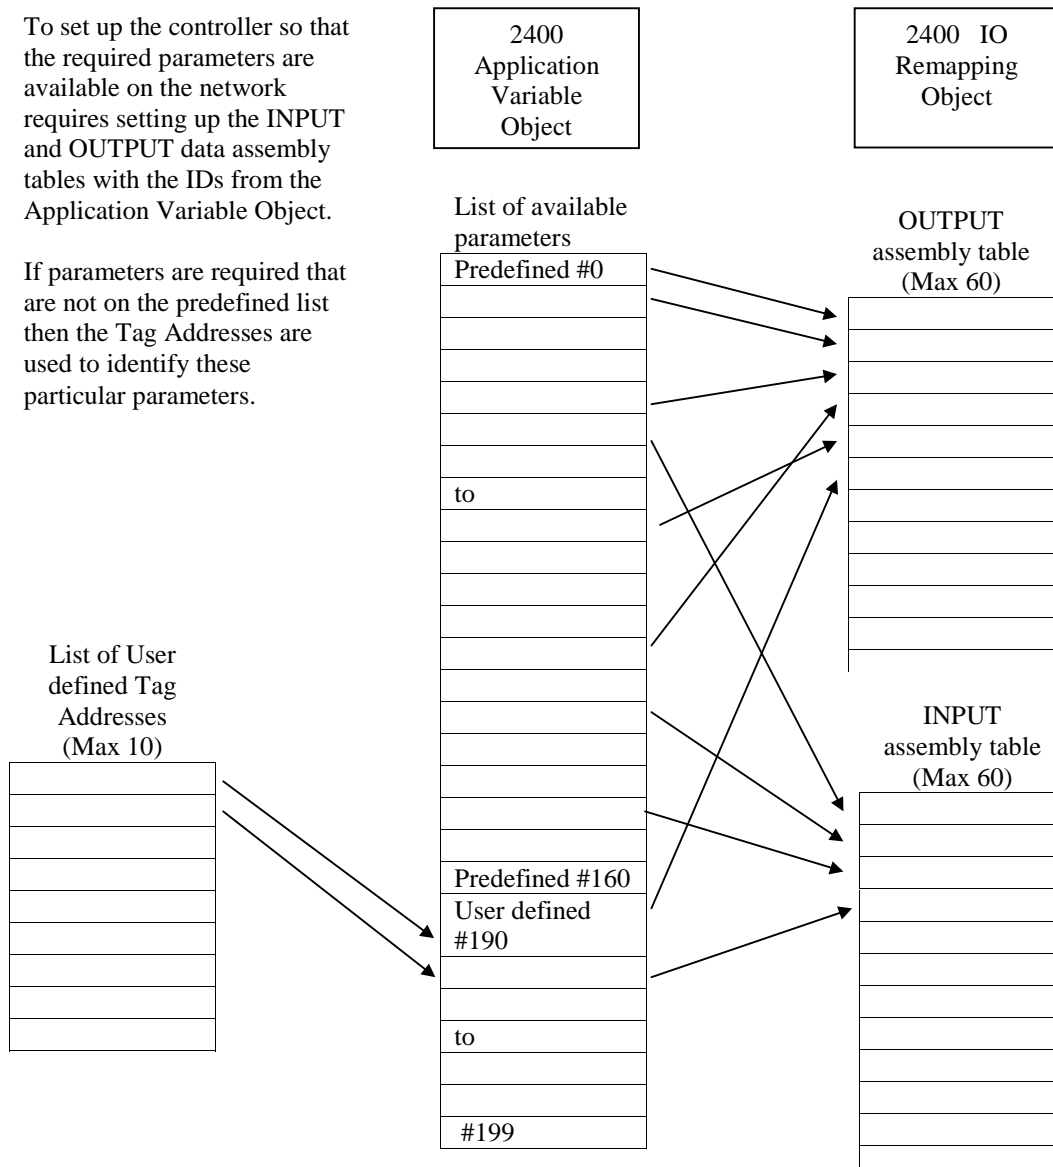 To set up the controller so that
the required parameters are
available on the network
requires setting up the INPUT
and OUTPUT data assembly
tables with the IDs from the
Application Variable Object.
If parameters are required that
are not on the predefined list
then the Tag Addresses are
used to identify these
particular parameters.
2400
Application
Variable
Object
2400 IO
Remapping
Object
List of available
parameters
Predefined #0
to
Predefined #160
User defined
#190
to
#199
OUTPUT
assembly table
(Max 60)
List of User
defined Tag
Addresses
(Max 10)
INPUT
assembly table
(Max 60)